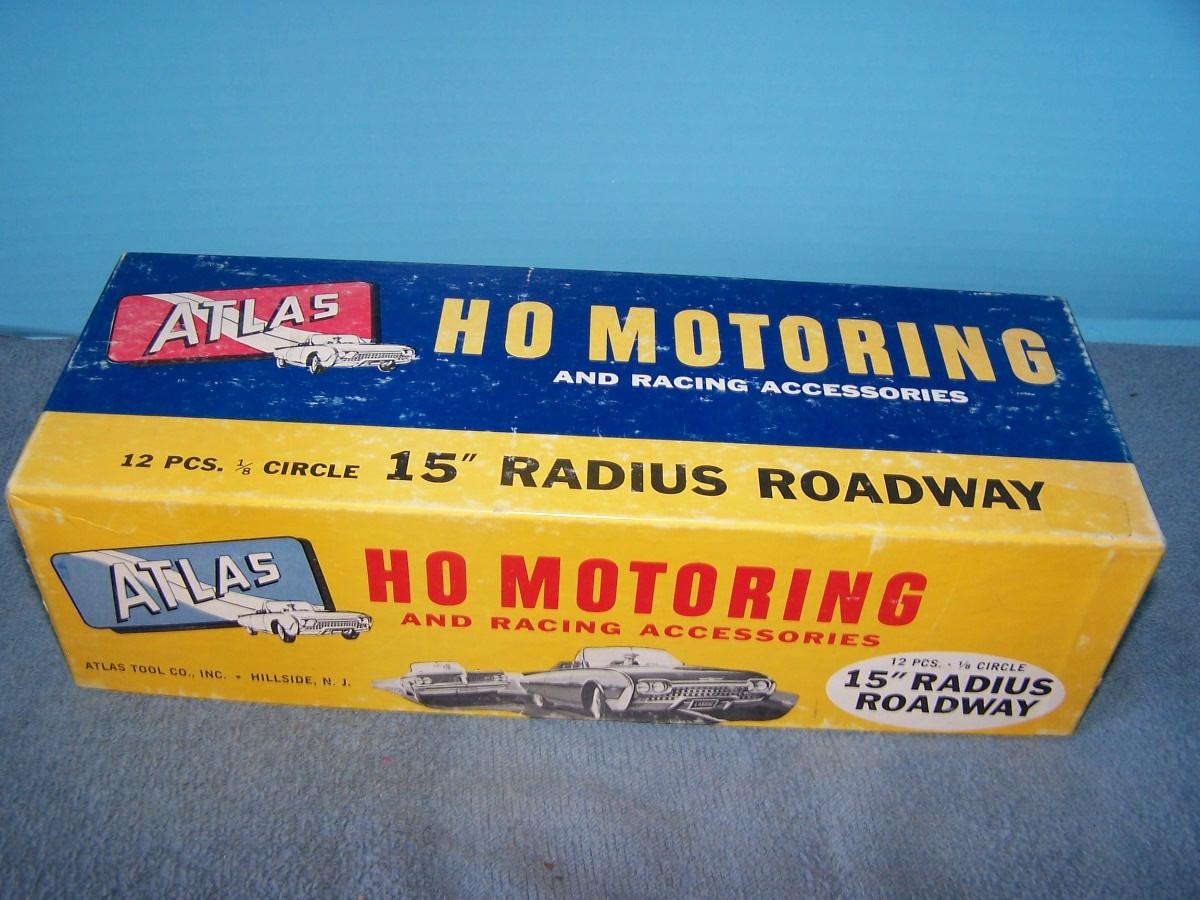 ATLAS
HO MOTORING
AND RACING ACCESSORIES
12 PCS. ⅛ CIRCLE 15" RADIUS ROADWAY
ATLAS
HO MOTORING
AND RACING ACCESSORIES
ATLAS TOOL CO., INC. • HILLSIDE, N. J.
12 PCS. - ⅛ CIRCLE
15" RADIUS
ROADWAY